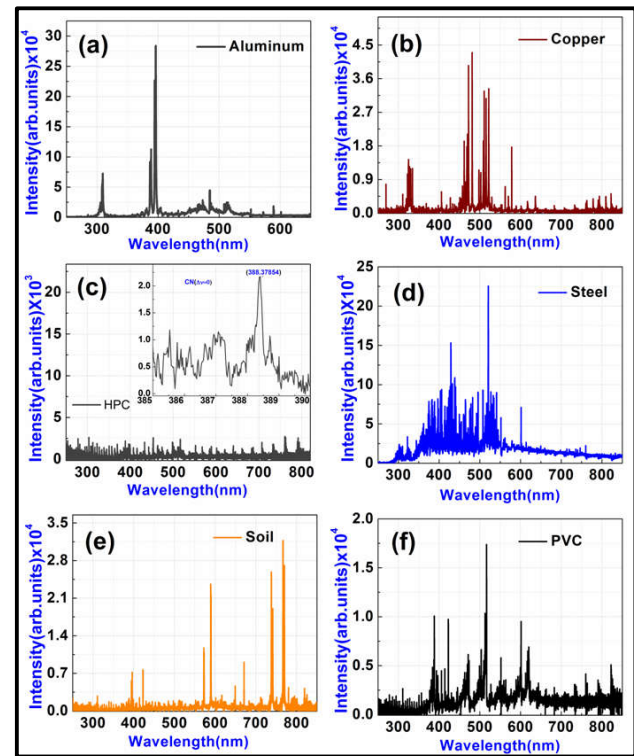 (a)
Aluminum
Intensity(arb.units)x10⁴
30
25
20
15
10
5
0
300 400 500 600
Wavelength(nm)
(b)
Copper
Intensity(arb.units)x10⁴
4.5
3.6
2.7
1.8
0.9
0.0
300 400 500 600 700 800
Wavelength(nm)
(c)
HPC
Intensity(arb.units)X10³
15
10
5
0
300 400 500 600 700 800
Wavelength(nm)
CN(Δν=0)
(388.37854)
2.0
1.5
1.0
0.5
0.0
385 386 387 388 389 390
(d)
Steel
Intensity(arb.units)x10⁴
25
20
15
10
5
0
300 400 500 600 700 800
Wavelength(nm)
(e)
Soil
Intensity(arb.units)x10⁴
3.5
2.8
2.1
1.4
0.7
0.0
300 400 500 600 700 800
Wavelength(nm)
(f)
PVC
Intensity(arb.units)x10⁴
2.0
1.5
1.0
0.5
0.0
300 400 500 600 700 800
Wavelength(nm)